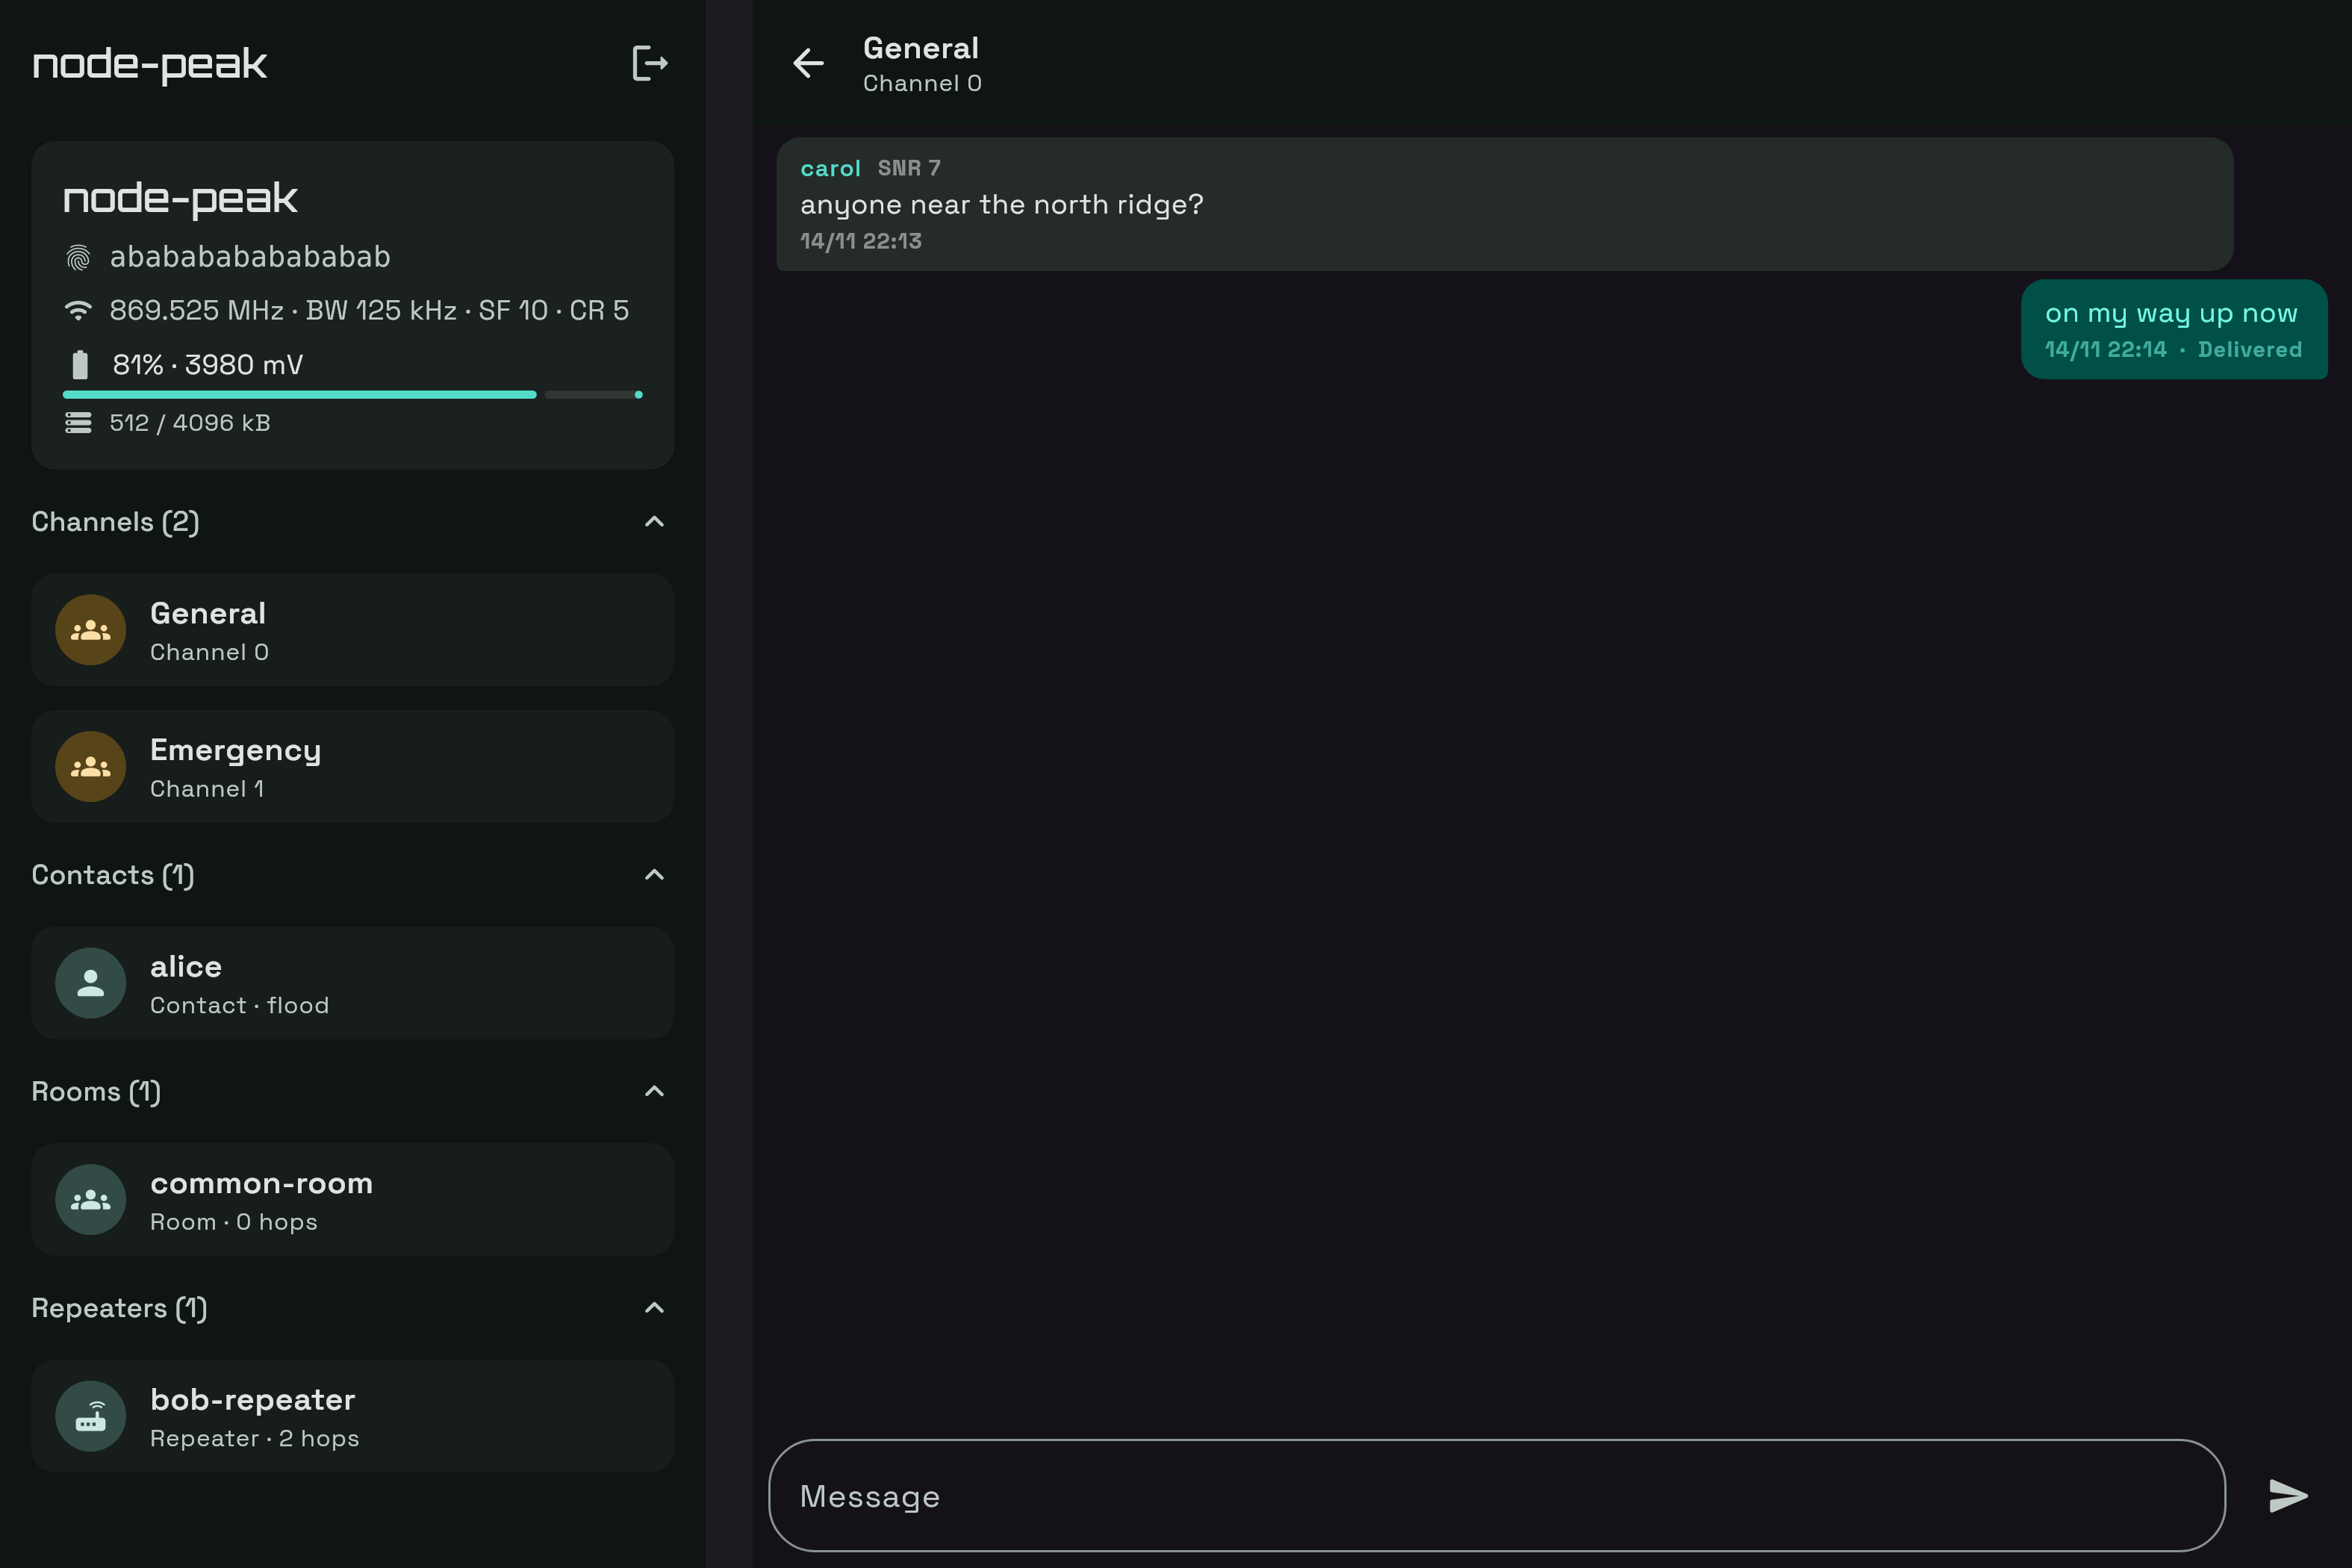 node-peak
node-peak
abababababababab
869.525 MHz · BW 125 kHz · SF 10 · CR 5
81% · 3980 mV
512 / 4096 kB
Channels (2)
General
Channel 0
Emergency
Channel 1
Contacts (1)
alice
Contact · flood
Rooms (1)
common-room
Room · 0 hops
Repeaters (1)
bob-repeater
Repeater · 2 hops
General
Channel 0
carol SNR 7
anyone near the north ridge?
14/11 22:13
on my way up now
14/11 22:14 · Delivered
Message